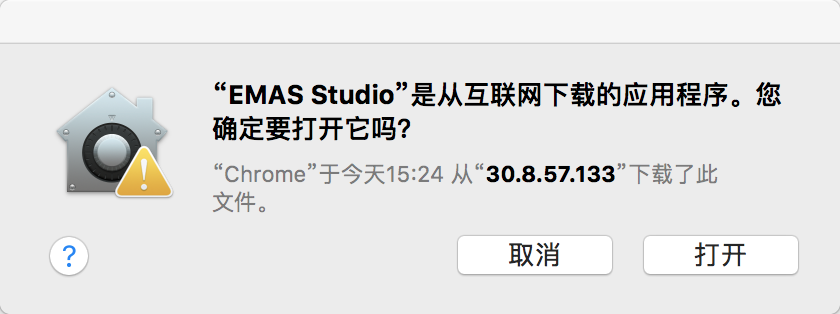 “EMAS Studio”是从互联网下载的应用程序。您
确定要打开它吗？
“Chrome”于今天15:24 从“30.8.57.133”下载了此
文件。
?
取消
打开